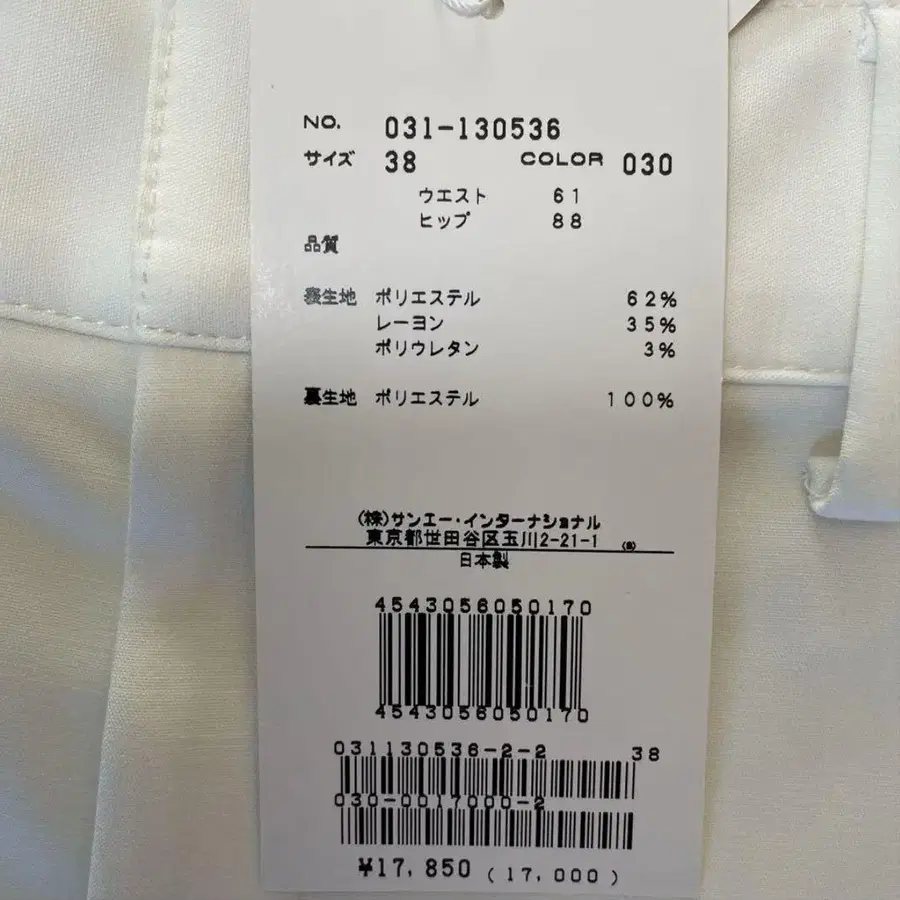 NO. 031-130536
サイズ 38 COLOR 030
ウエスト 61
ヒップ 88
品質
表生地 ポリエステル 62%
レーヨン 35%
ポリウレタン 3%
裏生地 ポリエステル 100%
(株)サンエー・インターナショナル
東京都世田谷区玉川2-21-1
日本製
4543056050170
4543056050170
031130536-2-2 38
030-0017000-2
¥17,850 (17,000)